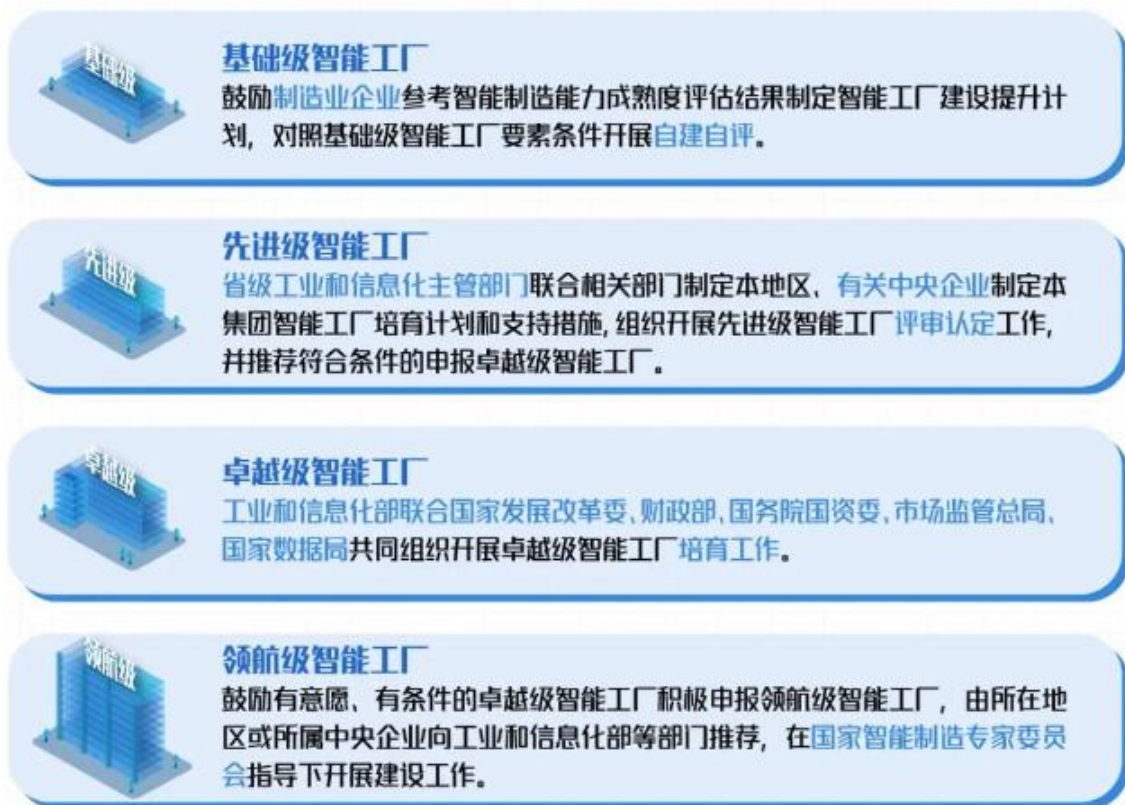 基础级
基础级智能工厂
鼓励制造业企业参考智能制造能力成熟度评估结果制定智能工厂建设提升计
划，对照基础级智能工厂要素条件开展自建自评。
先进级
先进级智能工厂
省级工业和信息化主管部门联合相关部门制定本地区、有关中央企业制定本
集团智能工厂培育计划和支持措施,组织开展先进级智能工厂评审认定工作,
并推荐符合条件的申报卓越级智能工厂。
卓越级
卓越级智能工厂
工业和信息化部联合国家发展改革委、财政部、国务院国资委、市场监管总局、
国家数据局共同组织开展卓越级智能工厂培育工作。
领航级
领航级智能工厂
鼓励有意愿、有条件的卓越级智能工厂积极申报领航级智能工厂，由所在地
区或所属中央企业向工业和信息化部等部门推荐，在国家智能制造专家委员
会指导下开展建设工作。